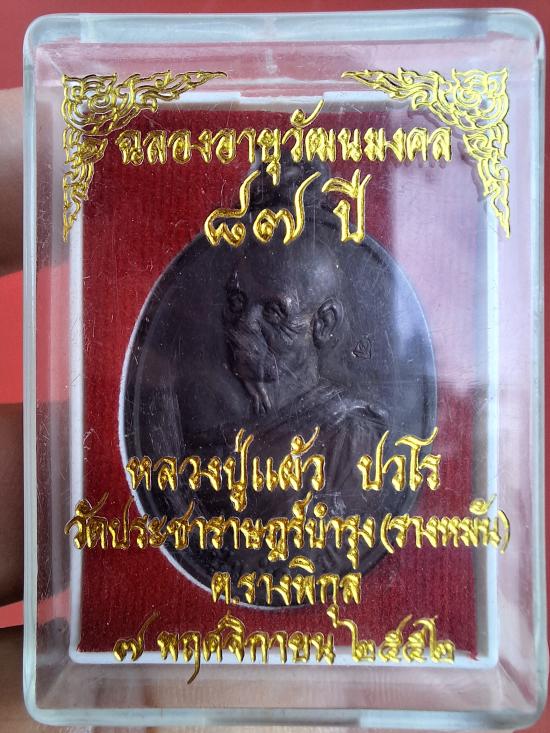 ฉลองอายุวัฒนมงคล
๘๗ ปี
หลวงปู่แผ้ว ปวโร
วัดประชาราษฎร์บำรุง (รางหมัน)
ต.รางพิกุล
๗ พฤศจิกายน ๒๕๕๒